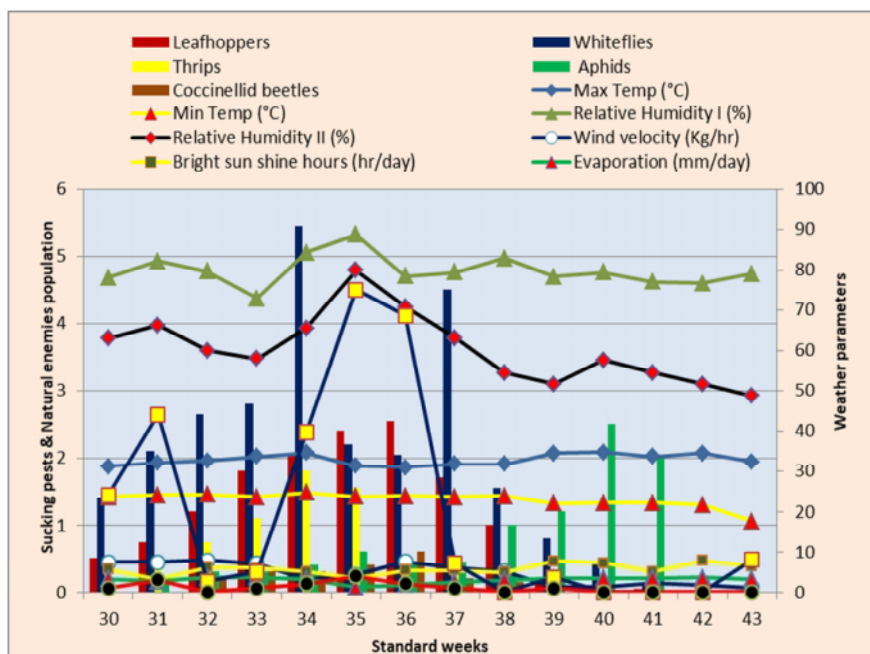 Leafhoppers Whiteflies
Thrips Aphids
Coccinellid beetles Max Temp (°C)
Min Temp (°C) Relative Humidity I (%)
Relative Humidity II (%) Wind velocity (Kg/hr)
Bright sun shine hours (hr/day) Evaporation (mm/day)
6 100
90
5 80
70
4
60
3 50
40
2
30
20
1
10
0 0
Sucking pests & Natural enemies population
Weather parameters
30 31 32 33 34 35 36 37 38 39 40 41 42 43
Standard weeks